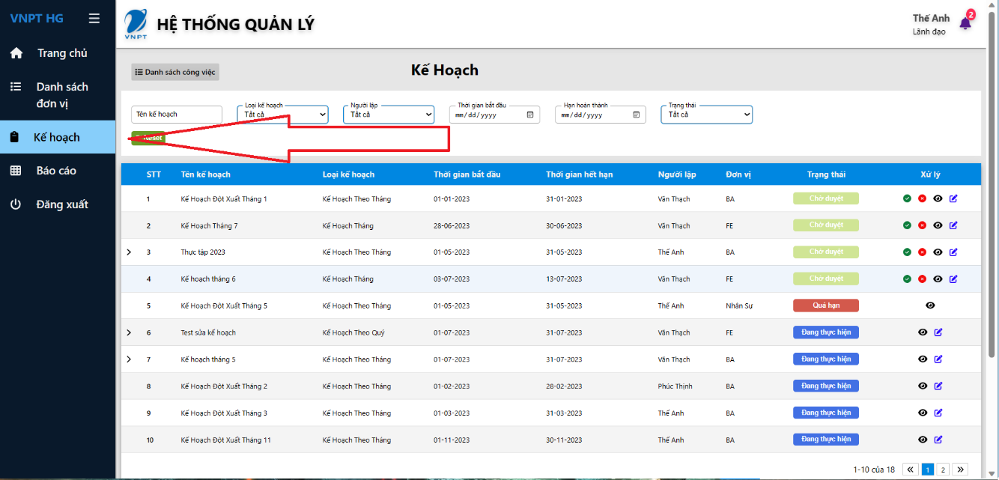 VNPT HG
Trang chủ
Danh sách
đơn vị
Kế hoạch
Báo cáo
Đăng xuất
VNPT
HỆ THỐNG QUẢN LÝ
Thế Anh
Lãnh đạo
2
Danh sách công việc
Kế Hoạch
Tên kế hoạch
Loại kế hoạch
Tất cả
Người lập
Tất cả
Thời gian bắt đầu
mm/dd/yyyy
Hạn hoàn thành
mm/dd/yyyy
Trạng thái
Tất cả
Reset
STT Tên kế hoạch Loại kế hoạch Thời gian bắt đầu Thời gian hết hạn Người lập Đơn vị Trạng thái Xử lý
1 Kế Hoạch Đột Xuất Tháng 1 Kế Hoạch Theo Tháng 01-01-2023 31-01-2023 Văn Thạch BA Chờ duyệt
2 Kế Hoạch Tháng 7 Kế Hoạch Tháng 28-06-2023 30-06-2023 Văn Thạch FE Chờ duyệt
3 Thực tập 2023 Kế Hoạch Theo Tháng 01-05-2023 31-05-2023 Thế Anh BA Chờ duyệt
4 Kế hoạch tháng 6 Kế Hoạch Tháng 03-07-2023 13-07-2023 Văn Thạch FE Chờ duyệt
5 Kế Hoạch Đột Xuất Tháng 5 Kế Hoạch Theo Tháng 01-05-2023 31-05-2023 Thế Anh Nhân Sự Quá hạn
6 Test sửa kế hoạch Kế Hoạch Theo Quý 01-07-2023 31-07-2023 Văn Thạch FE Đang thực hiện
7 Kế hoạch tháng 5 Kế Hoạch Theo Tháng 01-07-2023 31-07-2023 Văn Thạch BA Đang thực hiện
8 Kế Hoạch Đột Xuất Tháng 2 Kế Hoạch Theo Tháng 01-02-2023 28-02-2023 Phúc Thịnh BA Đang thực hiện
9 Kế Hoạch Đột Xuất Tháng 3 Kế Hoạch Theo Tháng 01-03-2023 31-03-2023 Thế Anh BA Đang thực hiện
10 Kế Hoạch Đột Xuất Tháng 11 Kế Hoạch Theo Tháng 01-11-2023 30-11-2023 Thế Anh BA Đang thực hiện
1-10 của 18 « 1 2 »